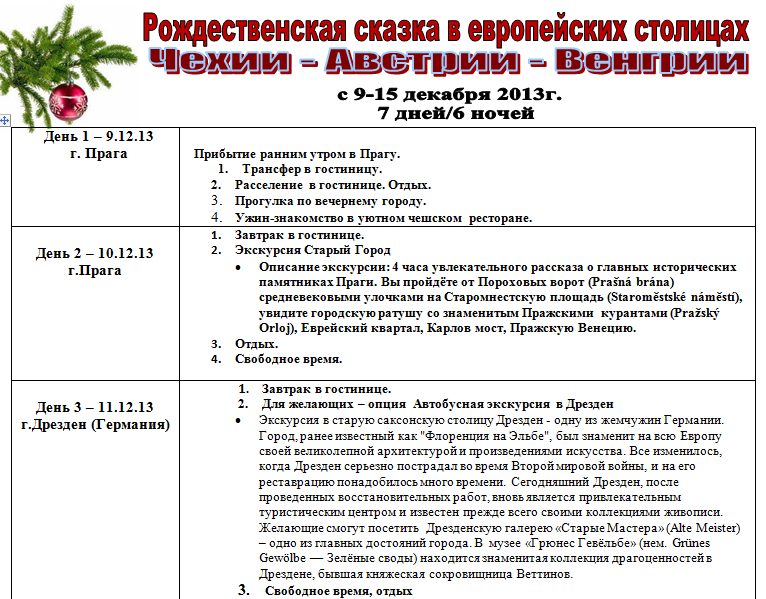 Рождественская сказка в европейских столицах
Чехии - Австрии - Венгрии
с 9-15 декабря 2013г.
7 дней/6 ночей
День 1 – 9.12.13
г. Прага
Прибытие ранним утром в Прагу.
1. Трансфер в гостиницу.
2. Расселение в гостинице. Отдых.
3. Прогулка по вечернему городу.
4. Ужин-знакомство в уютном чешском ресторане.
День 2 – 10.12.13
г.Прага
1. Завтрак в гостинице.
2. Экскурсия Старый Город
• Описание экскурсии: 4 часа увлекательного рассказа о главных исторических
памятниках Праги. Вы пройдёте от Пороховых ворот (Prašná brána)
средневековыми улочками на Старомнестскую площадь (Staroměstské náměstí),
увидите городскую ратушу со знаменитым Пражскими курантами (Pražský
Orloj), Еврейский квартал, Карлов мост, Пражскую Венецию.
3. Отдых.
4. Свободное время.
День 3 – 11.12.13
г.Дрезден (Германия)
1. Завтрак в гостинице.
2. Для желающих – опция Автобусная экскурсия в Дрезден
• Экскурсия в старую саксонскую столицу Дрезден - одну из жемчужин Германии.
Город, ранее известный как "Флоренция на Эльбе", был знаменит на всю Европу
своей великолепной архитектурой и произведениями искусства. Все изменилось,
когда Дрезден серьезно пострадал во время Второй мировой войны, и на его
реставрацию понадобилось много времени. Сегодняшний Дрезден, после
проведенных восстановительных работ, вновь является привлекательным
туристическим центром и известен прежде всего своими коллекциями живописи.
Желающие смогут посетить Дрезденскую галерею «Старые Мастера» (Alte Meister)
– одно из главных достояний города. В музее «Грюнес Гевёльбе» (нем. Grünes
Gewölbe — Зелёные своды) находится знаменитая коллекция драгоценностей в
Дрездене, бывшая княжеская сокровищница Веттинов.
3. Свободное время, отдых